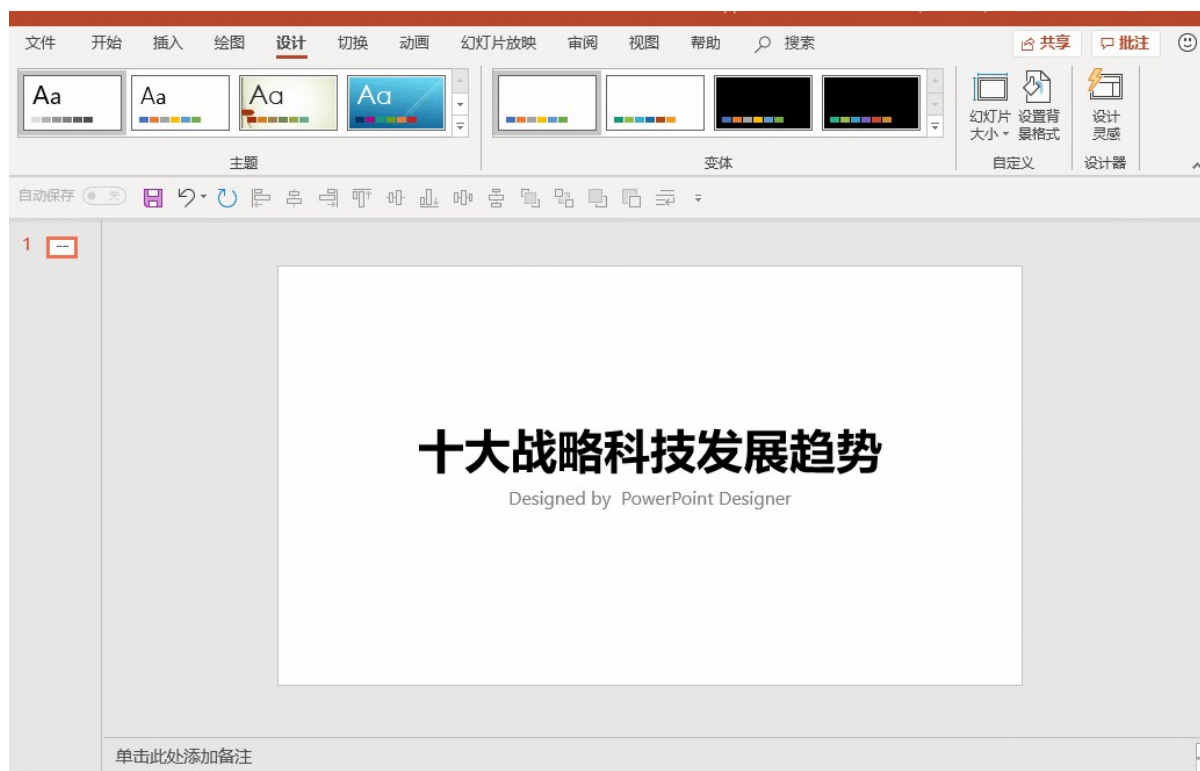 文件 开始 插入 绘图 设计 切换 动画 幻灯片放映 审阅 视图 帮助 搜索 共享 批注
Aa Aa Aa Aa
幻灯片 设置背 设计
大小 景格式 灵感
主题 变体 自定义 设计器
自动保存 关
1
十大战略科技发展趋势
Designed by PowerPoint Designer
单击此处添加备注